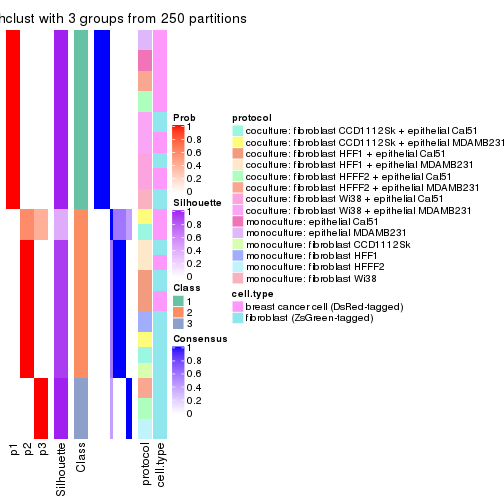 hclust with 3 groups from 250 partitions
Prob
1
0.8
0.6
0.4
0.2
0
Silhouette
1
0.8
0.6
0.4
0.2
0
Class
1
2
3
Consensus
1
0.8
0.6
0.4
0.2
0
protocol
coculture: fibroblast CCD1112Sk + epithelial Cal51
coculture: fibroblast CCD1112Sk + epithelial MDAMB231
coculture: fibroblast HFF1 + epithelial Cal51
coculture: fibroblast HFF1 + epithelial MDAMB231
coculture: fibroblast HFFF2 + epithelial Cal51
coculture: fibroblast HFFF2 + epithelial MDAMB231
coculture: fibroblast Wi38 + epithelial Cal51
coculture: fibroblast Wi38 + epithelial MDAMB231
monoculture: epithelial Cal51
monoculture: epithelial MDAMB231
monoculture: fibroblast CCD1112Sk
monoculture: fibroblast HFF1
monoculture: fibroblast HFFF2
monoculture: fibroblast Wi38
cell.type
breast cancer cell (DsRed-tagged)
fibroblast (ZsGreen-tagged)
p1
p2
p3
Silhouette
Class
protocol
cell.type